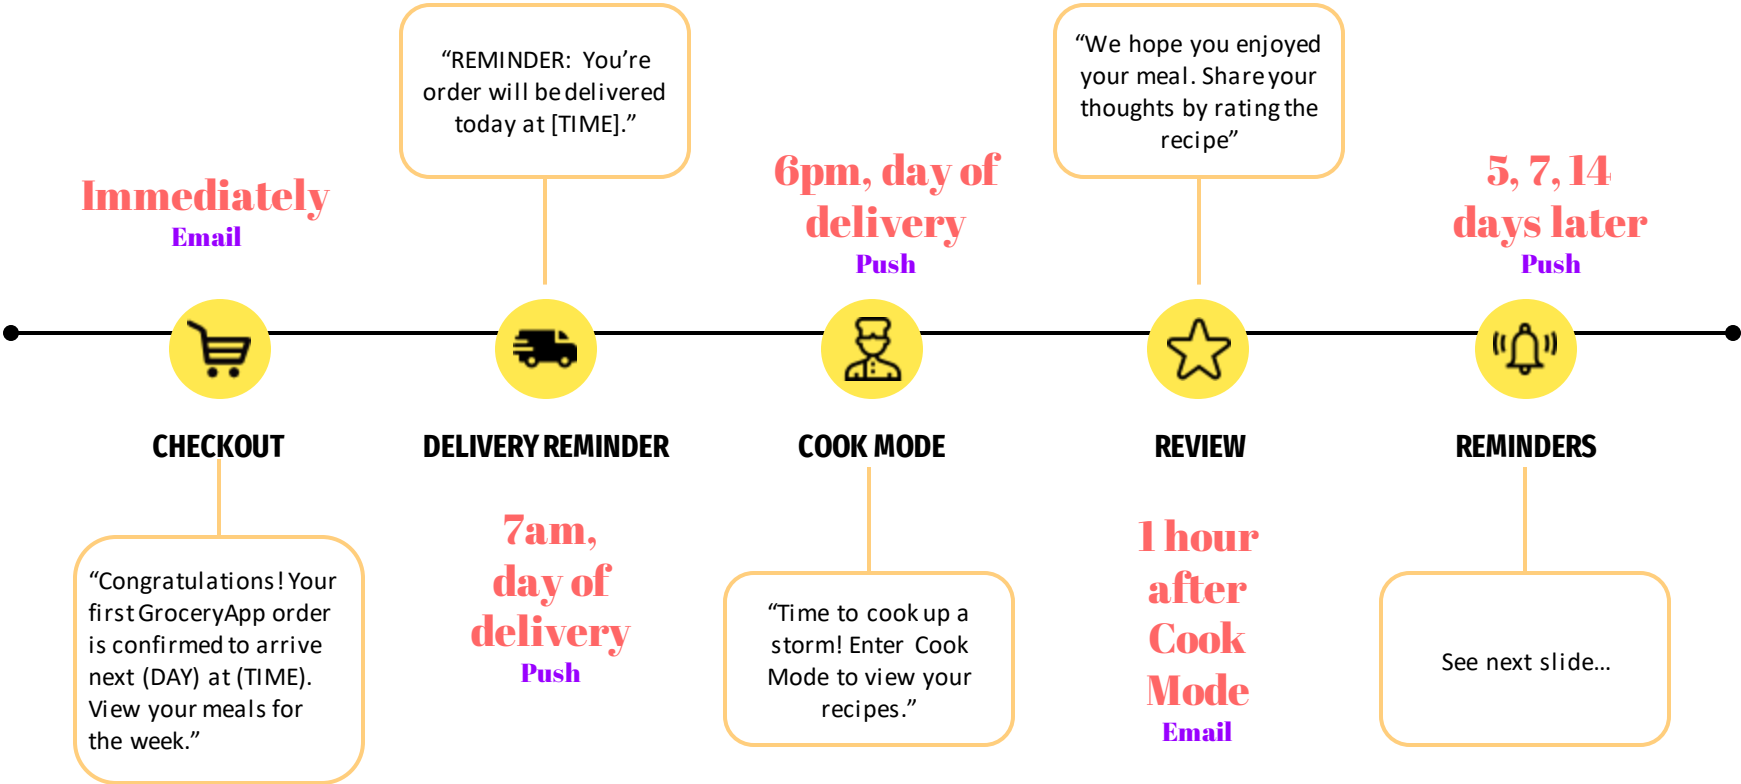 Immediately
Email
CHECKOUT
“Congratulations! Your
first GroceryApp order
is confirmed to arrive
next (DAY) at (TIME).
View your meals for
the week.”
“REMINDER: You’re
order will be delivered
today at [TIME].”
DELIVERY REMINDER
7am,
day of
delivery
Push
6pm, day of
delivery
Push
COOK MODE
“Time to cook up a
storm! Enter Cook
Mode to view your
recipes.”
“We hope you enjoyed
your meal. Share your
thoughts by rating the
recipe”
REVIEW
1 hour
after
Cook
Mode
Email
5, 7, 14
days later
Push
REMINDERS
See next slide...